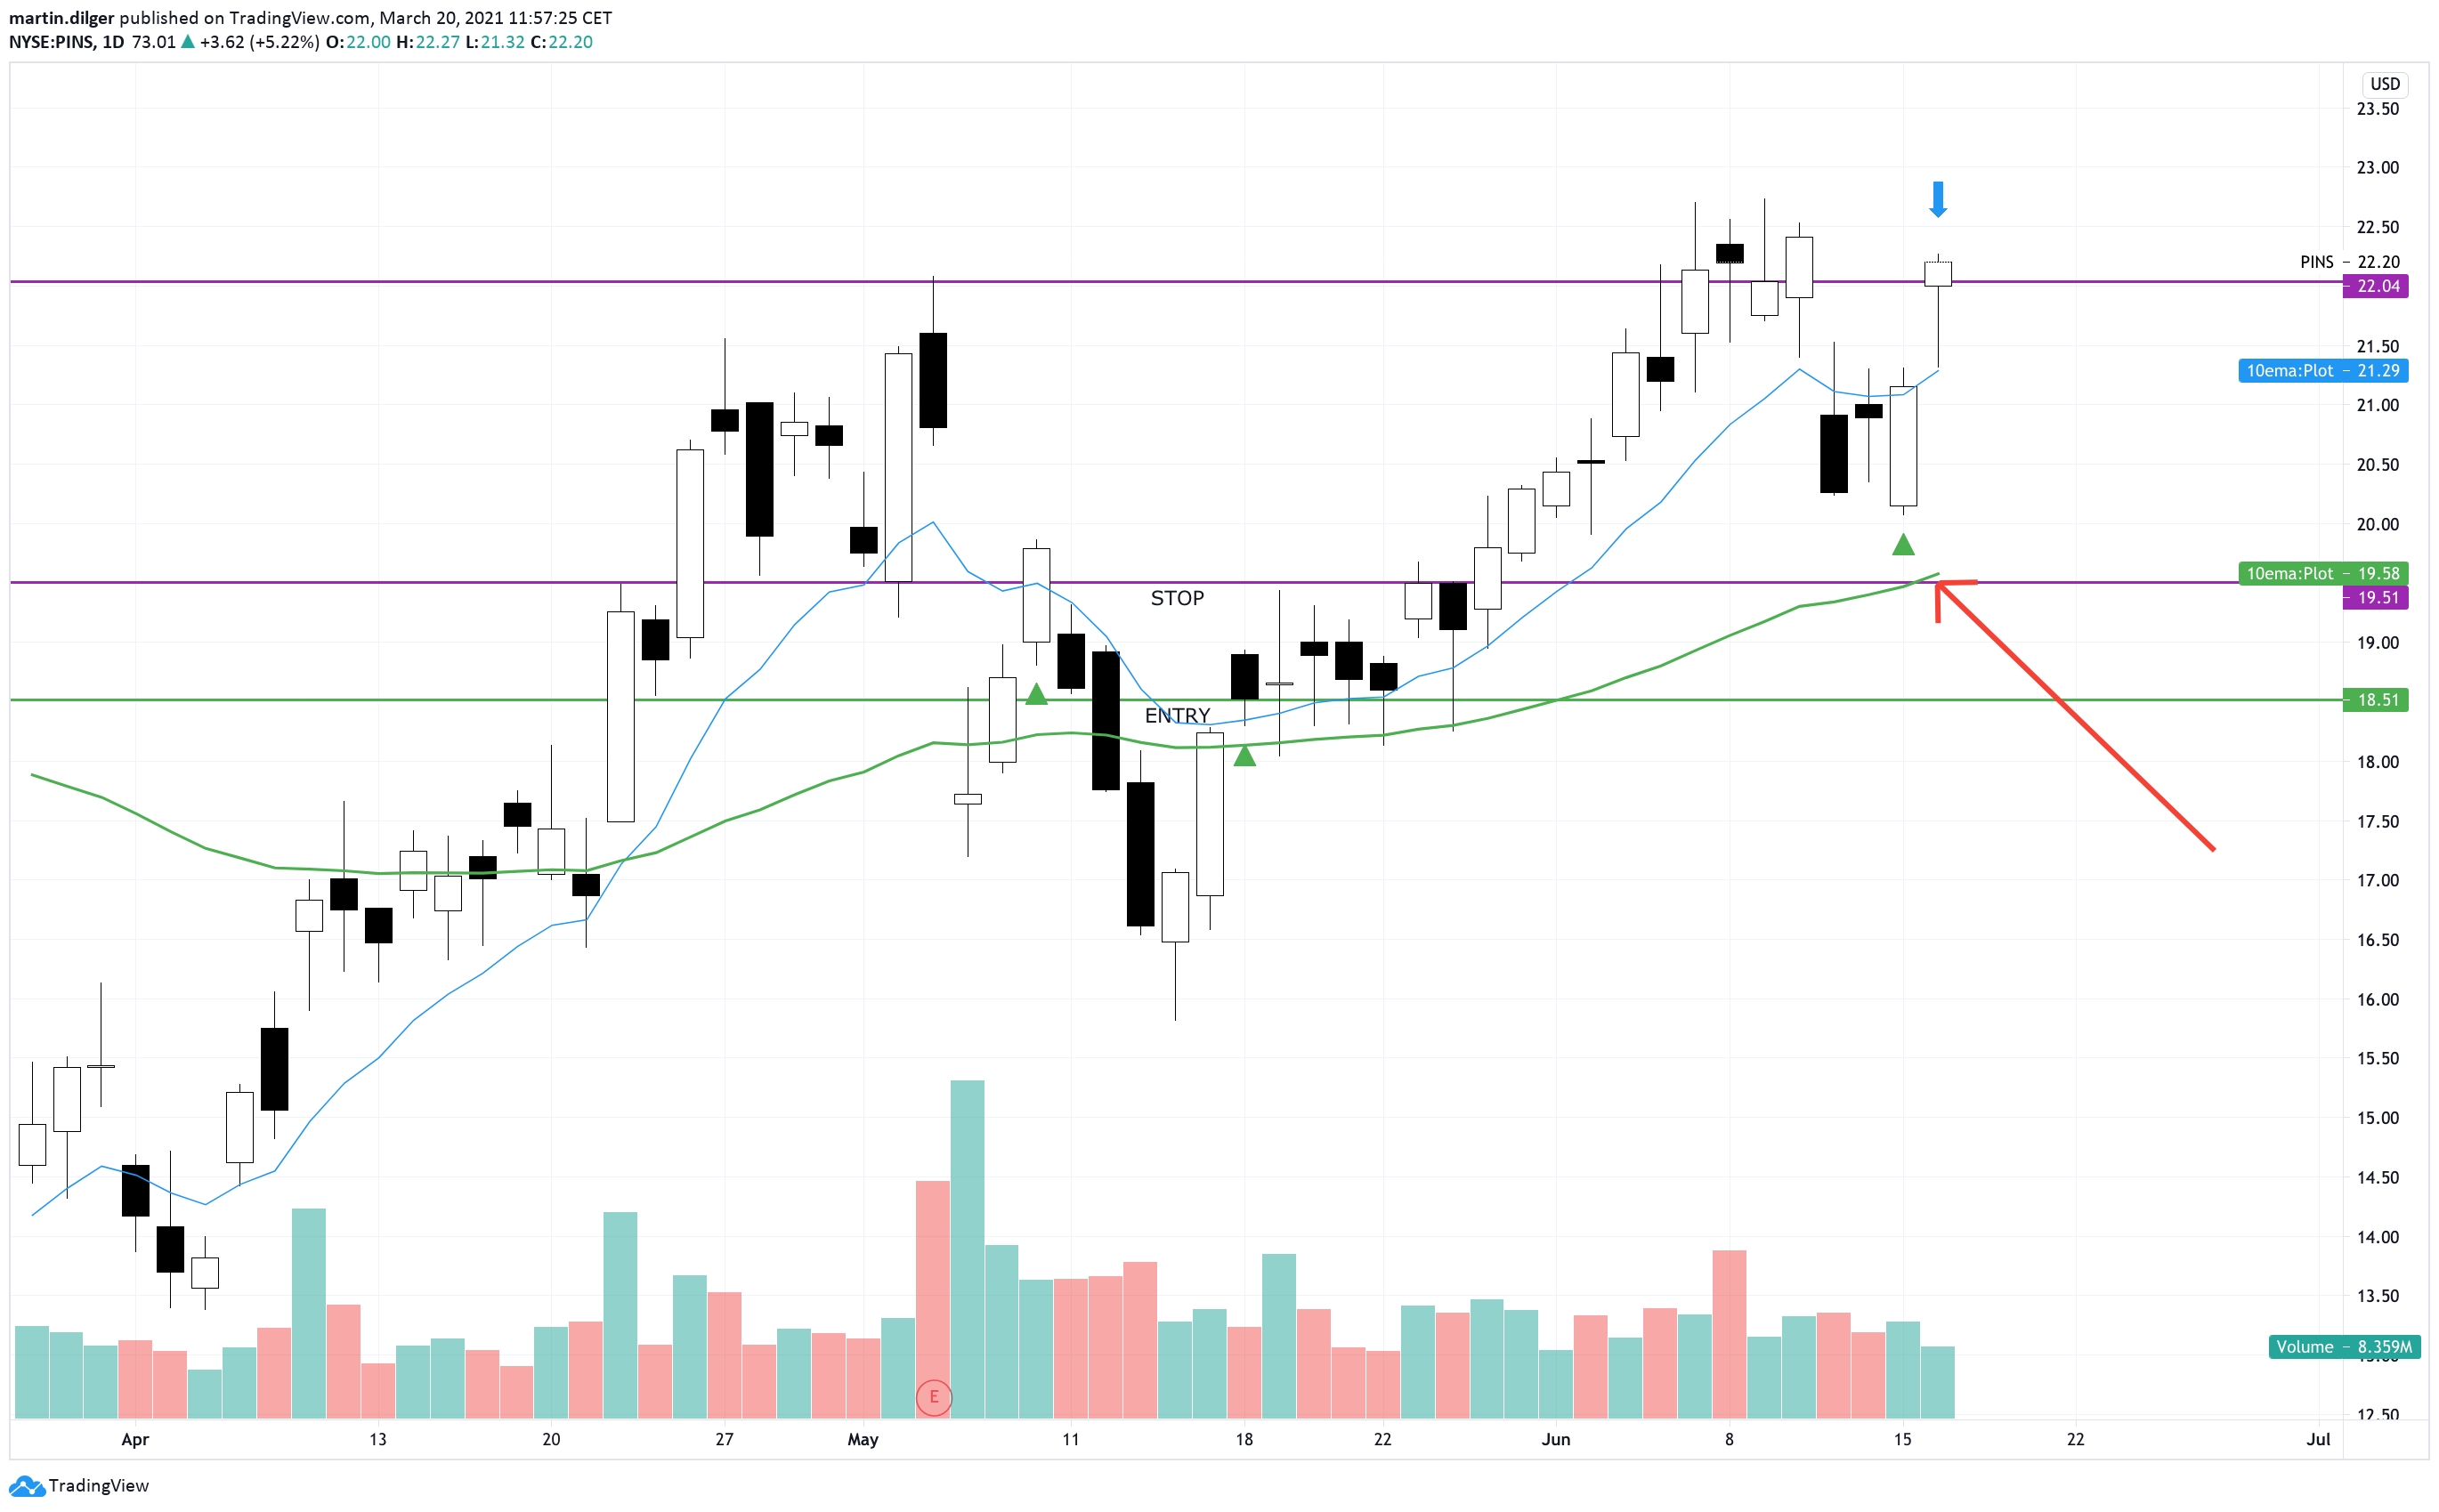 martin.dilger published on TradingView.com, March 20, 2021 11:57:25 CET
NYSE:PINS, 1D 73.01 ▲ +3.62 (+5.22%) O:22.00 H:22.27 L:21.32 C:22.20
USD
23.50
23.00
22.50
PINS 22.20
22.04
21.50
10ema:Plot 21.29
21.00
20.50
20.00
10ema:Plot 19.58
STOP
19.51
19.00
18.51
ENTRY
18.00
17.50
17.00
16.50
16.00
15.50
15.00
14.50
14.00
13.50
Volume 8.359M
E
12.50
Apr 13 20 27 May 11 18 22 Jun 8 15 22 Jul
TradingView